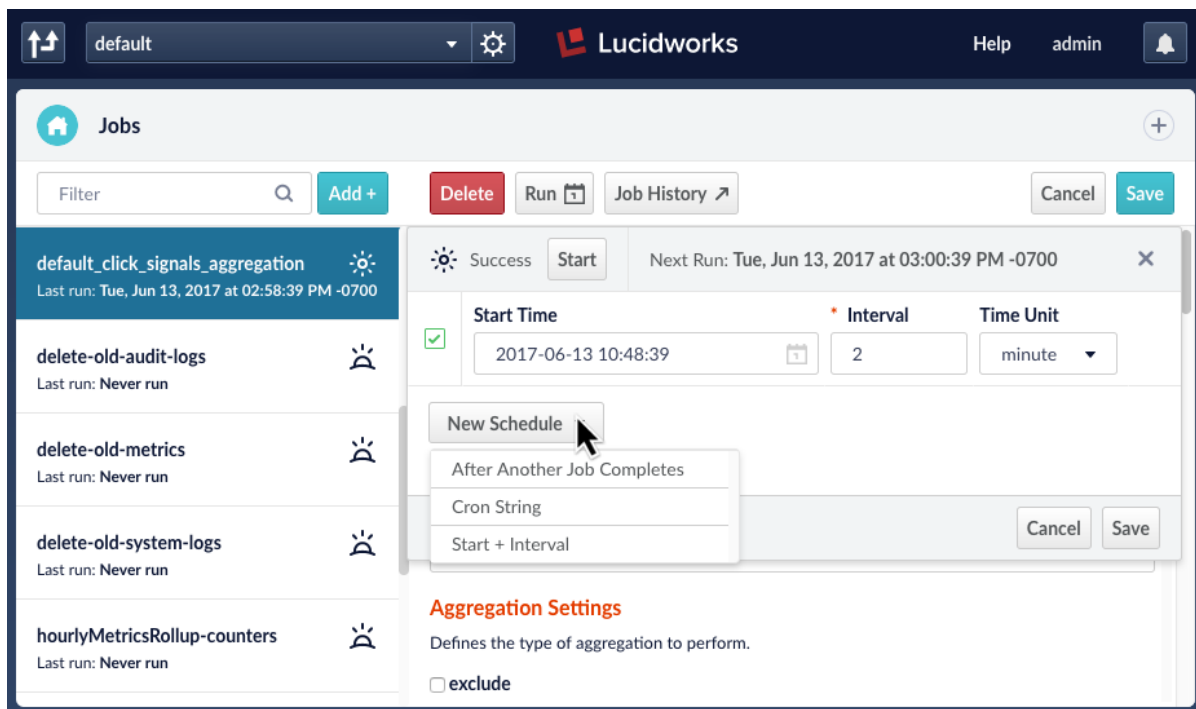 default
Lucidworks
Help
admin
Jobs
Filter
Add +
Delete
Run
Job History
Cancel
Save
default_click_signals_aggregation
Last run: Tue, Jun 13, 2017 at 02:58:39 PM -0700
delete-old-audit-logs
Last run: Never run
delete-old-metrics
Last run: Never run
delete-old-system-logs
Last run: Never run
hourlyMetricsRollup-counters
Last run: Never run
Success
Start
Next Run: Tue, Jun 13, 2017 at 03:00:39 PM -0700
Start Time
* Interval
Time Unit
2017-06-13 10:48:39
2
minute
New Schedule
After Another Job Completes
Cron String
Start + Interval
Cancel
Save
Aggregation Settings
Defines the type of aggregation to perform.
exclude